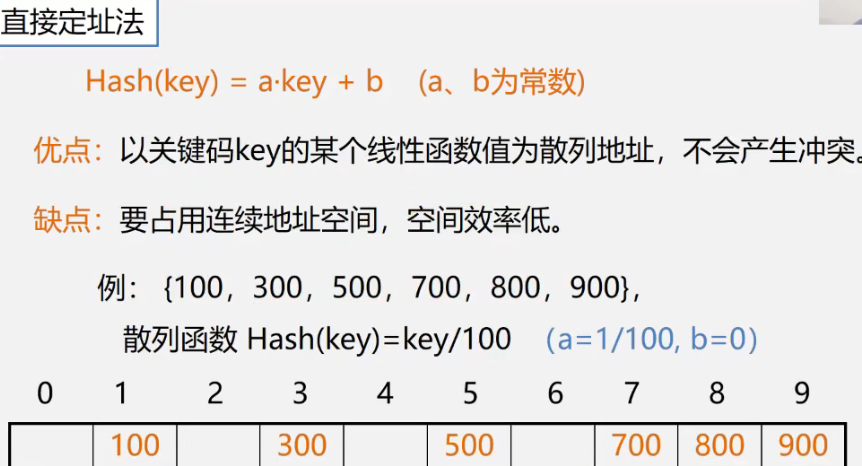 直接定址法
Hash(key) = a·key + b （a、b为常数)
优点：以关键码key的某个线性函数值为散列地址，不会产生冲突。
缺点：要占用连续地址空间，空间效率低。
例： {100，300，500，700，800，900}，
散列函数 Hash(key)=key/100 （a=1/100, b=0）
0 1 2 3 4 5 6 7 8 9
100 300 500 700 800 900